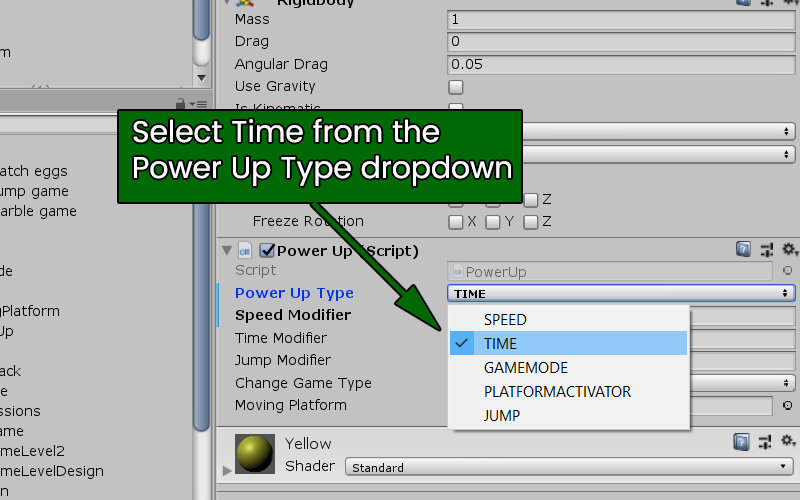 Rigidbody
Mass 1
Drag 0
Angular Drag 0.05
Use Gravity
Is Kinematic
Select Time from the
Power Up Type dropdown
Z
Freeze Rotation X Y Z
Power Up (Script)
Script PowerUp
Power Up Type TIME
Speed Modifier
Time Modifier
Jump Modifier
Change Game Type
Moving Platform
SPEED
TIME
GAMEMODE
PLATFORMACTIVATOR
JUMP
Yellow
Shader Standard
m
(1)
atch eggs
ump game
arble game
de
gPlatform
Up
ack
e
ssions
ame
meLevel2
meLevelDesign
n